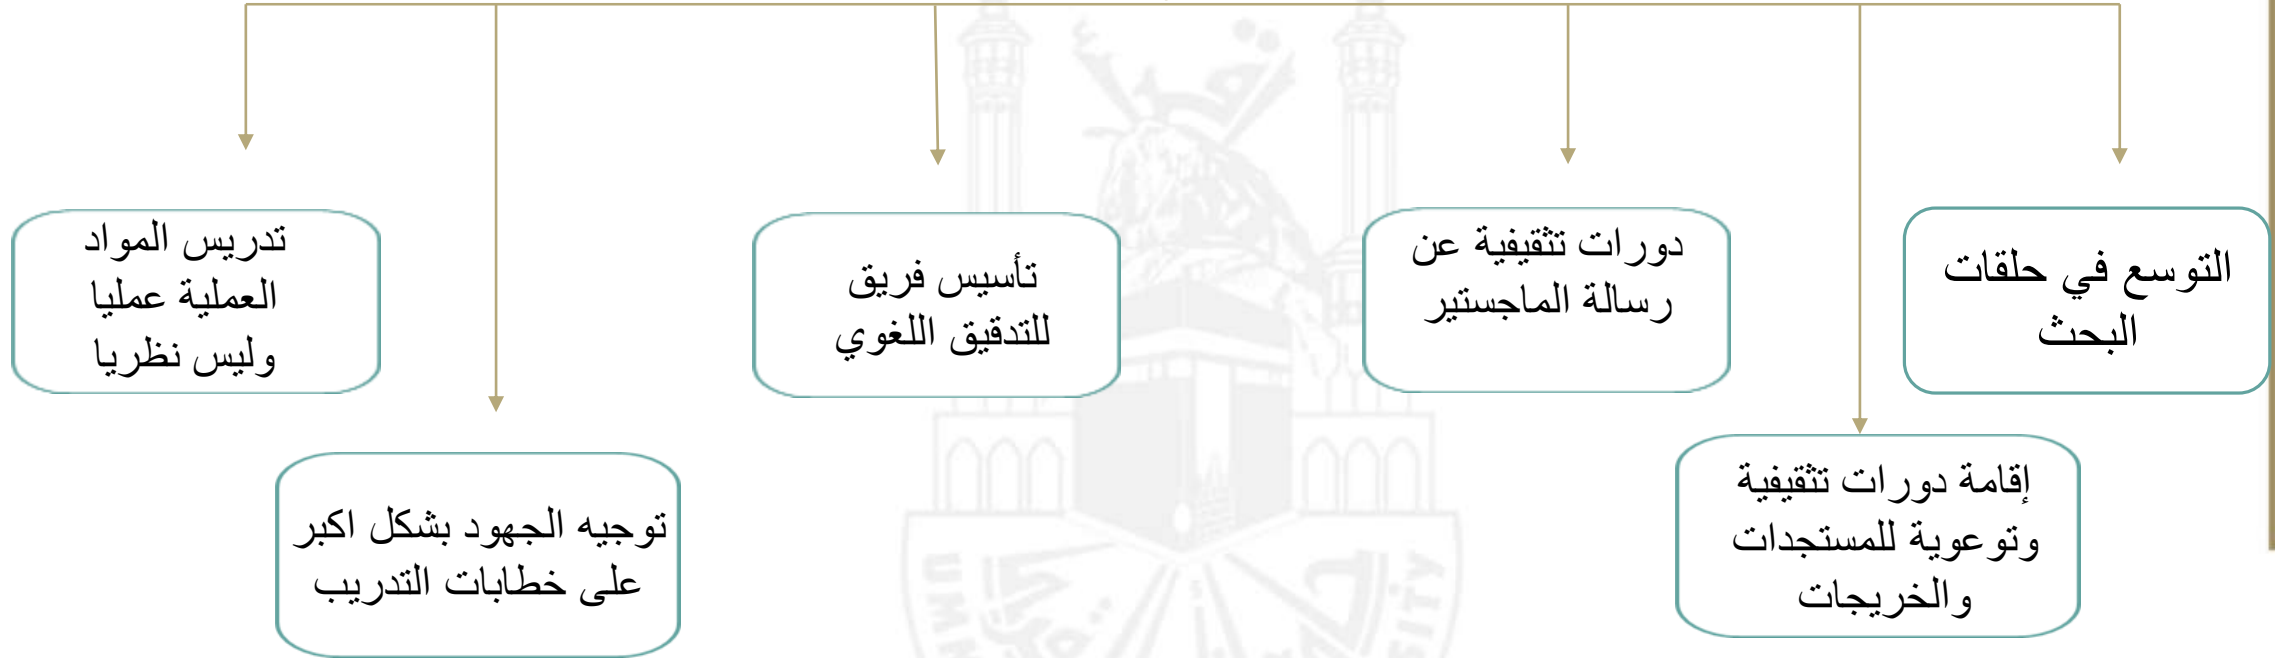 التوسع في حلقات
البحث
إقامة دورات تثقيفية
وتوعوية للمستجدات
والخريجات
دورات تثقيفية عن
رسالة الماجستير
تأسيس فريق
للتدقيق اللغوي
توجيه الجهود بشكل اكبر
على خطابات التدريب
تدريس المواد
العملية عمليا
وليس نظريا